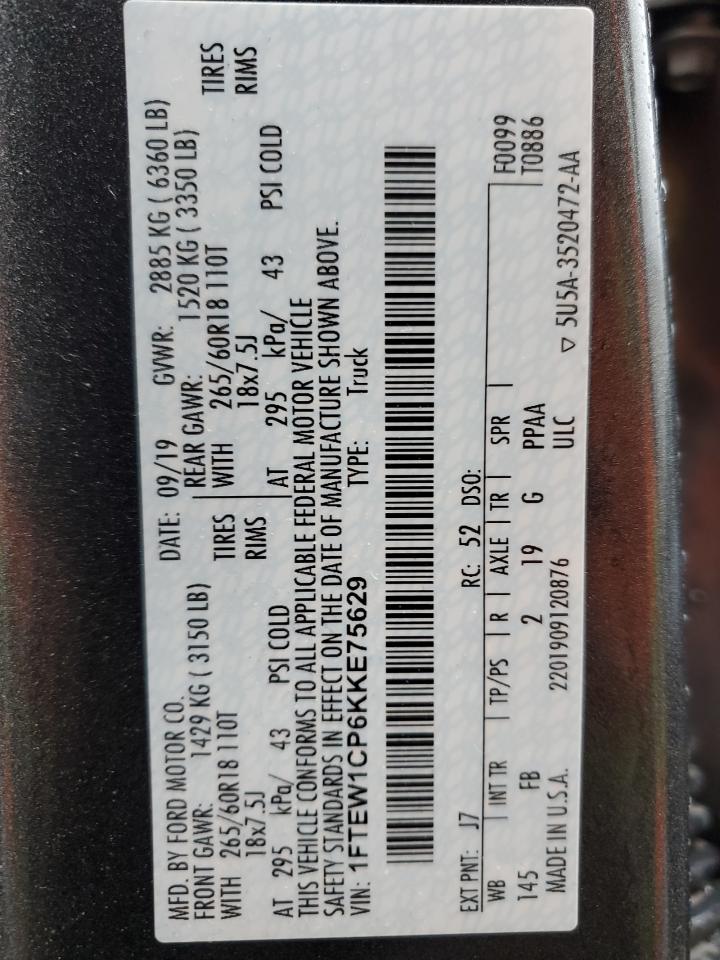 MFD. BY FORD MOTOR CO. DATE: 09/19 GVWR: 2885 KG ( 6360 LB)
FRONT GAWR: 1429 KG ( 3150 LB) REAR GAWR: 1520 KG ( 3350 LB)
WITH 265/60R18 110T TIRES WITH 265/60R18 110T TIRES
18x7.5J RIMS 18x7.5J RIMS
AT 295 kPa/ 43 PSI COLD AT 295 kPa/ 43 PSI COLD
THIS VEHICLE CONFORMS TO ALL APPLICABLE FEDERAL MOTOR VEHICLE
SAFETY STANDARDS IN EFFECT ON THE DATE OF MANUFACTURE SHOWN ABOVE.
VIN: 1FTEW1CP6KKE75629 TYPE: Truck
EXT PNT: J7 RC: 52 DSO:
WB INT TR TP/PS R AXLE TR SPR F0099
145 FB 2 19 G PPAA T0886
MADE IN U.S.A. 2201909120876 ULC ▽ 5U5A-3520472-AA